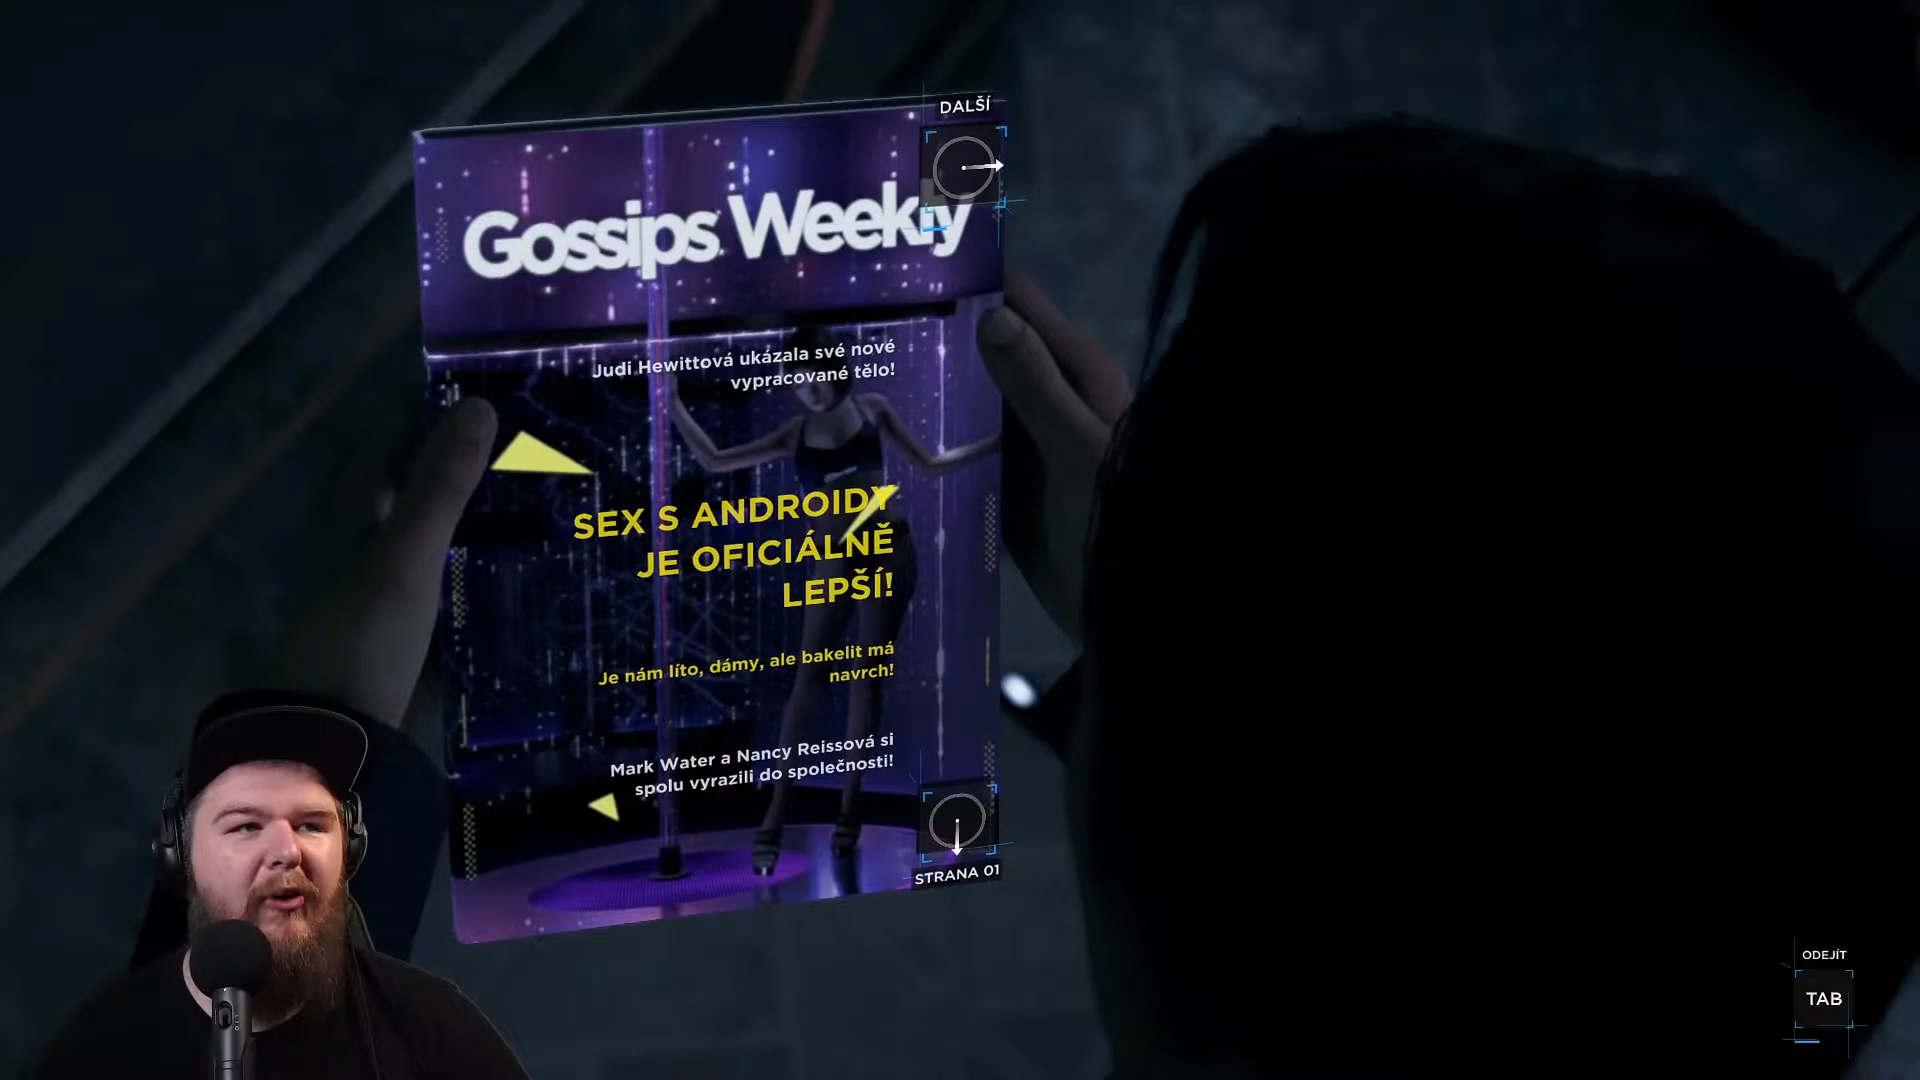 DALŠÍ
Gossips Weekly
Judi Hewittová ukázala své nové
vypracované tělo!
SEX S ANDROIDY
JE OFICIÁLNĚ
LEPŠÍ!
Je nám líto, dámy, ale bakelit má
navrch!
Mark Water a Nancy Reissová si
spolu vyrazili do společnosti!
STRANA 01
ODEJÍT
TAB